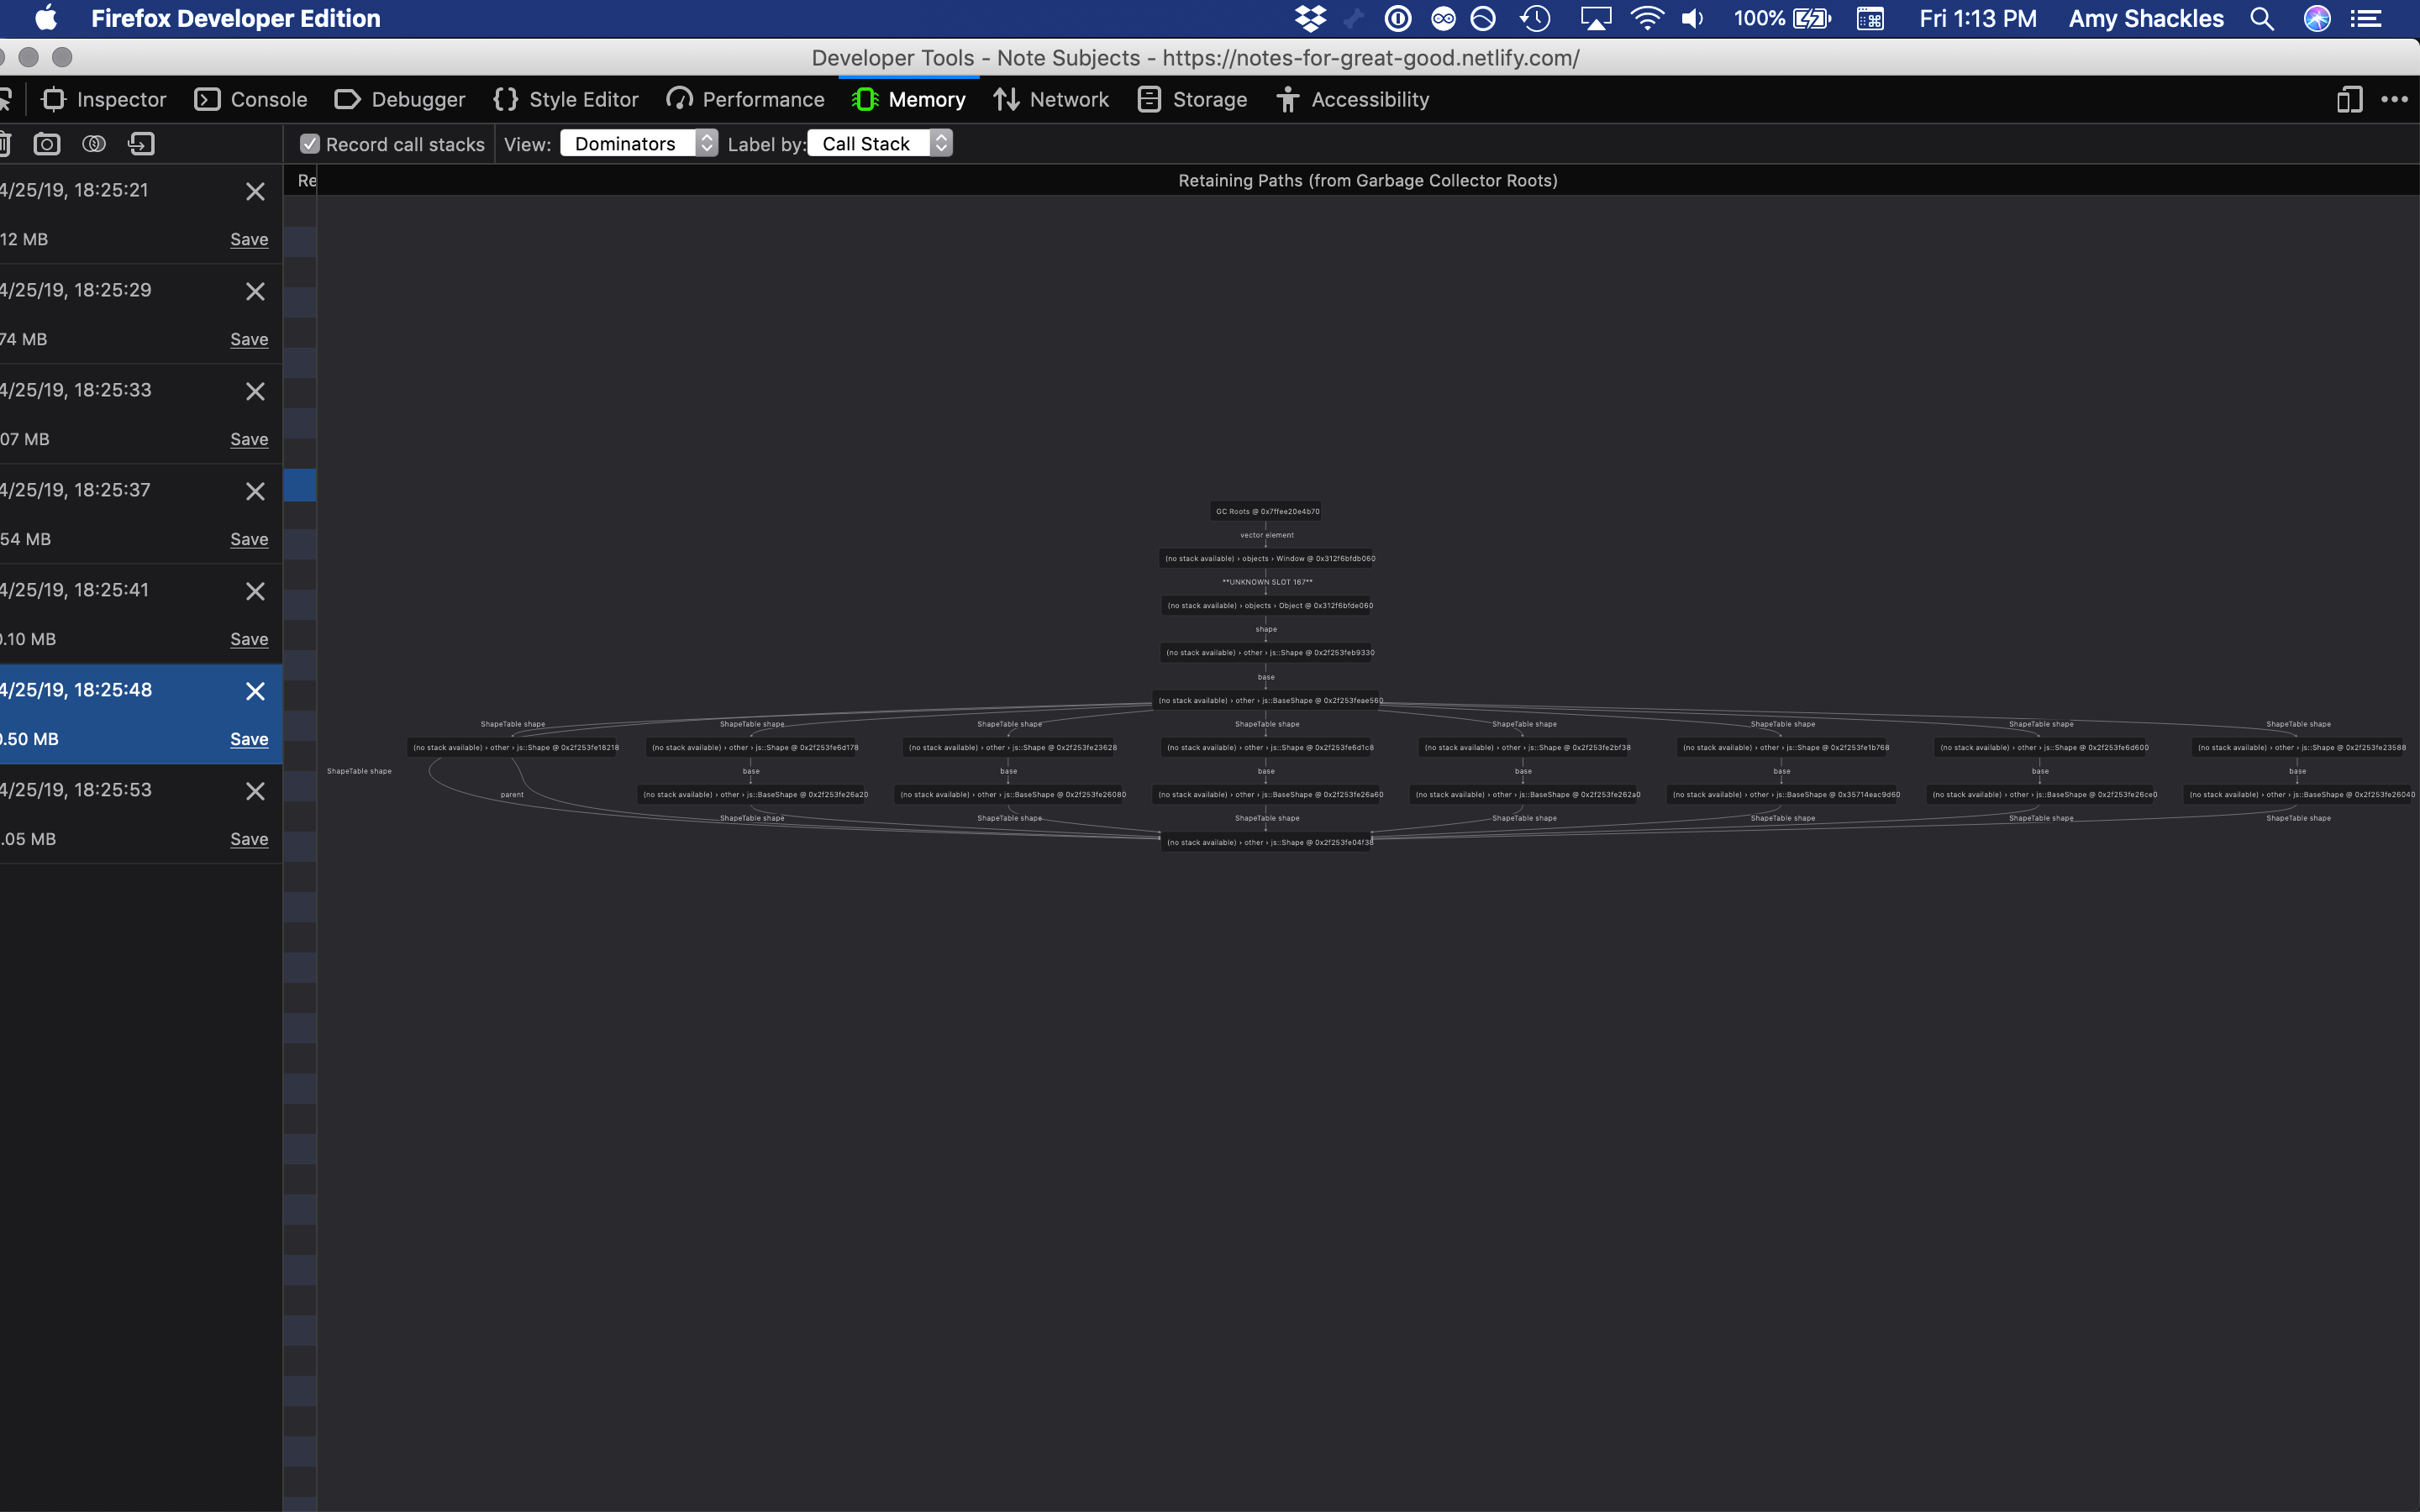 Firefox Developer Edition 100% Fri 1:13 PM Amy Shackles
Developer Tools - Note Subjects - https://notes-for-great-good.netlify.com/
Inspector Console Debugger Style Editor Performance Memory Network Storage Accessibility
Record call stacks View: Dominators Label by: Call Stack
4/25/19, 18:25:21
12 MB Save
4/25/19, 18:25:29
74 MB Save
4/25/19, 18:25:33
07 MB Save
4/25/19, 18:25:37
54 MB Save
4/25/19, 18:25:41
0.10 MB Save
4/25/19, 18:25:48
0.50 MB Save
4/25/19, 18:25:53
.05 MB Save
Re Retaining Paths (from Garbage Collector Roots)
GC Roots @ 0x7ffee20e4b70
vector element
(no stack available) › objects › Window @ 0x312f6bfdb060
**UNKNOWN SLOT 167**
(no stack available) › objects › Object @ 0x312f6bfde060
shape
(no stack available) › other › js::Shape @ 0x2f253feb9330
base
(no stack available) › other › js::BaseShape @ 0x2f253feae560
ShapeTable shape ShapeTable shape ShapeTable shape ShapeTable shape ShapeTable shape ShapeTable shape ShapeTable shape ShapeTable shape
(no stack available) › other › js::Shape @ 0x2f253fe18218 (no stack available) › other › js::Shape @ 0x2f253fe6d178 (no stack available) › other › js::Shape @ 0x2f253fe23628 (no stack available) › other › js::Shape @ 0x2f253fe6d1c8 (no stack available) › other › js::Shape @ 0x2f253fe2bf38 (no stack available) › other › js::Shape @ 0x2f253fe1b768 (no stack available) › other › js::Shape @ 0x2f253fe6d600 (no stack available) › other › js::Shape @ 0x2f253fe23588
ShapeTable shape base base base base base base base
parent (no stack available) › other › js::BaseShape @ 0x2f253fe26a20 (no stack available) › other › js::BaseShape @ 0x2f253fe26080 (no stack available) › other › js::BaseShape @ 0x2f253fe26a60 (no stack available) › other › js::BaseShape @ 0x2f253fe262a0 (no stack available) › other › js::BaseShape @ 0x35714eac9d60 (no stack available) › other › js::BaseShape @ 0x2f253fe26ce0 (no stack available) › other › js::BaseShape @ 0x2f253fe26040
ShapeTable shape ShapeTable shape ShapeTable shape ShapeTable shape ShapeTable shape ShapeTable shape ShapeTable shape
(no stack available) › other › js::Shape @ 0x2f253fe04f38